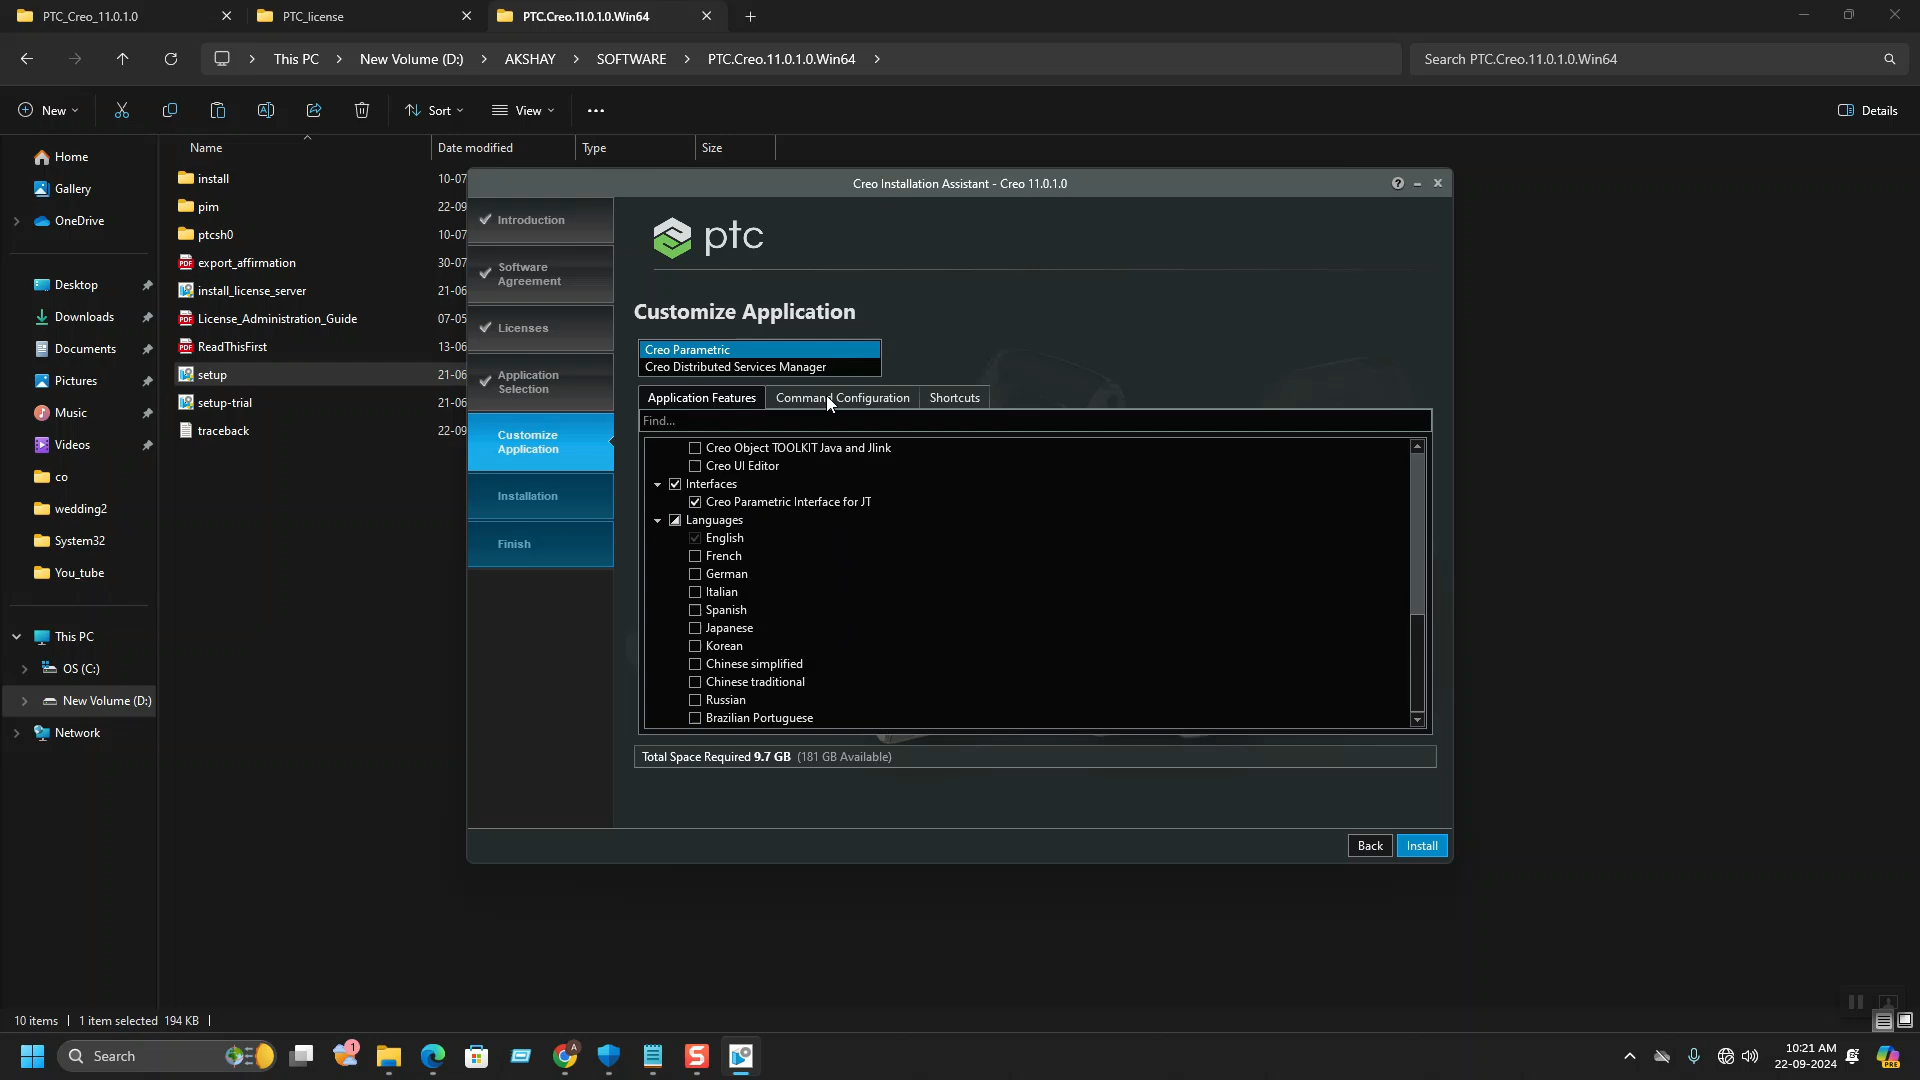 PTC_Creo_11.0.1.0
PTC_license
PTC.Creo.11.0.1.0.Win64
This PC
New Volume (D:)
AKSHAY
SOFTWARE
PTC.Creo.11.0.1.0.Win64
Search PTC.Creo.11.0.1.0.Win64
New
Sort
View
Details
Name
Date modified
Type
Size
Home
Gallery
OneDrive
Desktop
Downloads
Documents
Pictures
Music
Videos
co
wedding2
System32
You_tube
This PC
OS (C:)
New Volume (D:)
Network
install 10-07
pim 22-09
ptcsh0 10-07
export_affirmation 30-07
install_license_server 21-06
License_Administration_Guide 07-05
ReadThisFirst 13-06
setup 21-06
setup-trial 21-06
traceback 22-09
Creo Installation Assistant - Creo 11.0.1.0
Introduction
Software
Agreement
Licenses
Application
Selection
Customize
Application
Installation
Finish
ptc
Customize Application
Creo Parametric
Creo Distributed Services Manager
Application Features
Command Configuration
Shortcuts
Find...
Creo Object TOOLKIT Java and Jlink
Creo UI Editor
Interfaces
Creo Parametric Interface for JT
Languages
English
French
German
Italian
Spanish
Japanese
Korean
Chinese simplified
Chinese traditional
Russian
Brazilian Portuguese
Total Space Required 9.7 GB (181 GB Available)
Back
Install
10 items
1 item selected 194 KB
Search
1
A
S
10:21 AM
22-09-2024
PRE